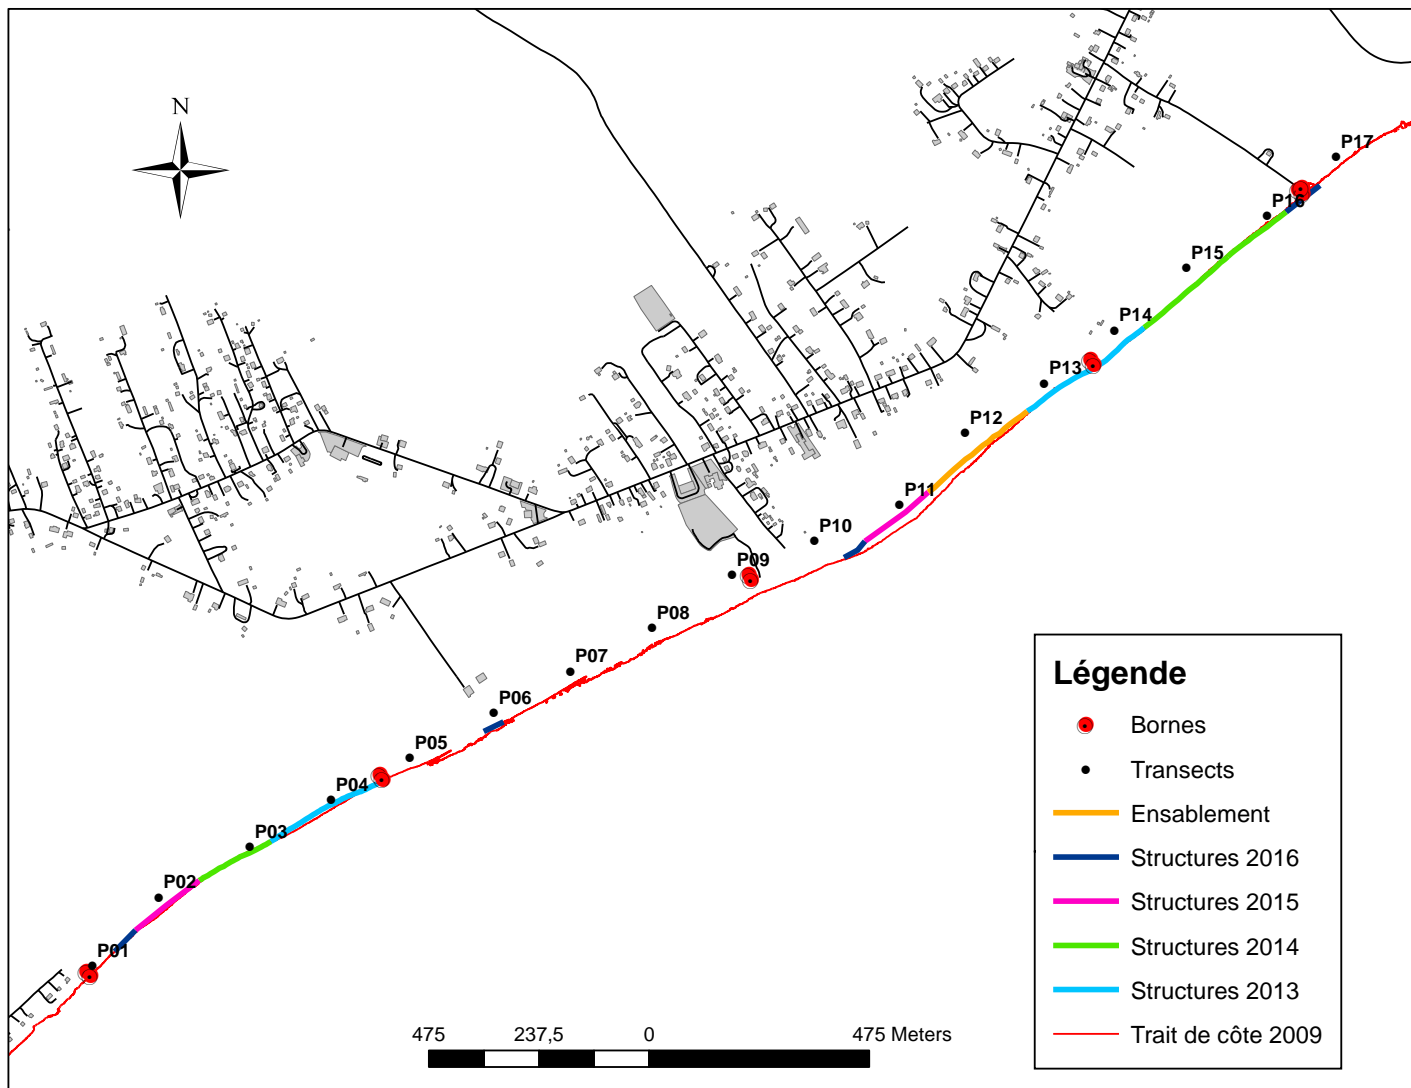 N
P17
P16
P15
P14
P13
P12
P11
P10
P09
P08
P07
P06
P05
P04
P03
P02
P01
Légende
Bornes
Transects
Ensablement
Structures 2016
Structures 2015
Structures 2014
Structures 2013
Trait de côte 2009
475 237,5 0 475 Meters